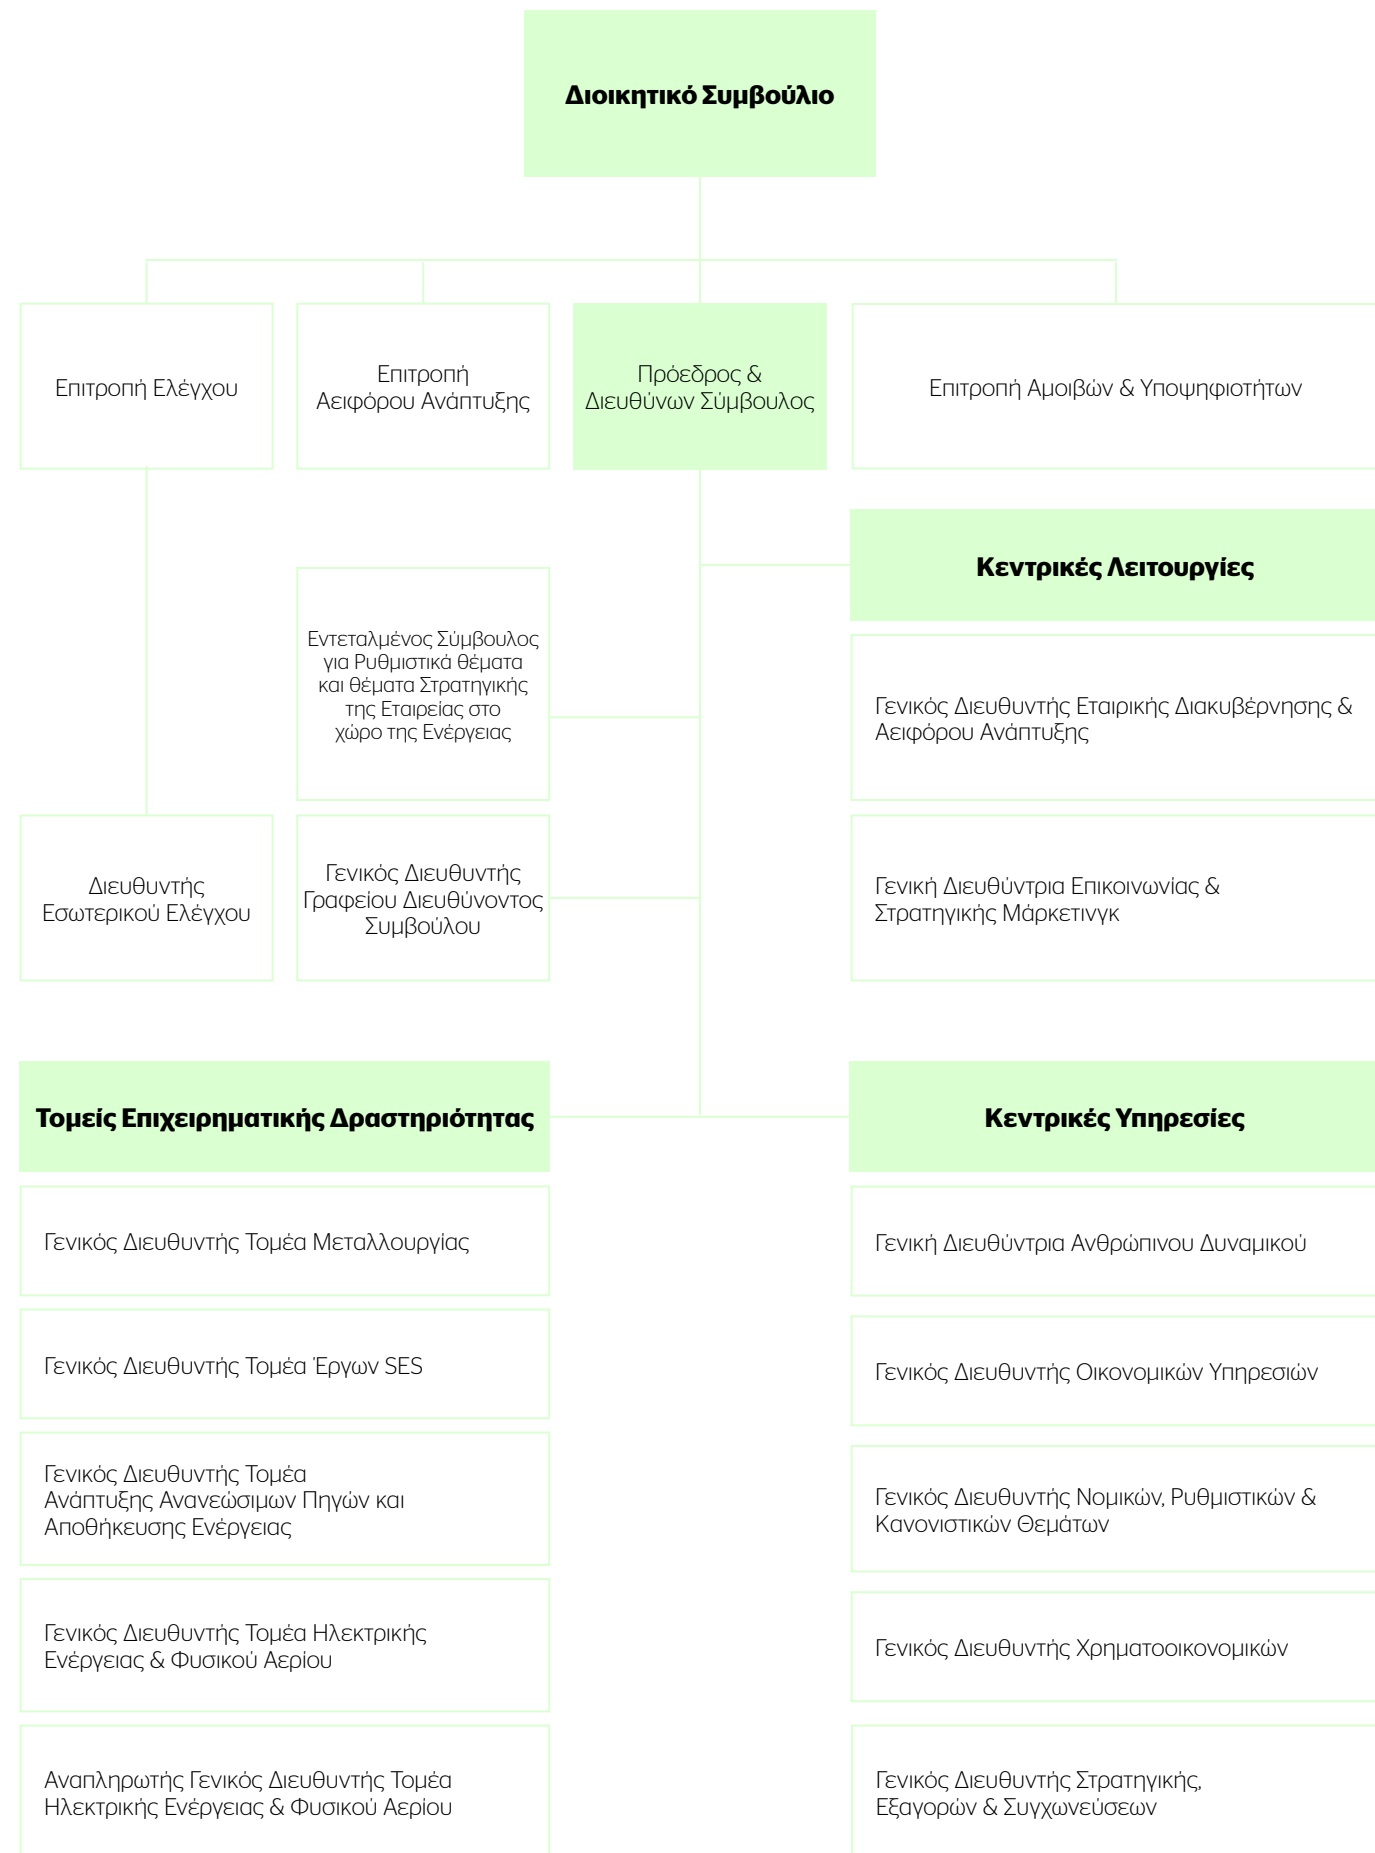 Διοικητικό Συμβούλιο
Επιτροπή Ελέγχου
Επιτροπή
Αειφόρου Ανάπτυξης
Πρόεδρος &
Διευθύνων Σύμβουλος
Επιτροπή Αμοιβών & Υποψηφιοτήτων
Κεντρικές Λειτουργίες
Εντεταλμένος Σύμβουλος
για Ρυθμιστικά θέματα
και θέματα Στρατηγικής
της Εταιρείας στο
χώρο της Ενέργειας
Γενικός Διευθυντής Εταιρικής Διακυβέρνησης &
Αειφόρου Ανάπτυξης
Διευθυντής
Εσωτερικού Ελέγχου
Γενικός Διευθυντής
Γραφείου Διευθύνοντος
Συμβούλου
Γενική Διευθύντρια Επικοινωνίας &
Στρατηγικής Μάρκετινγκ
Τομείς Επιχειρηματικής Δραστηριότητας
Γενικός Διευθυντής Τομέα Μεταλλουργίας
Γενικός Διευθυντής Τομέα Έργων SES
Γενικός Διευθυντής Τομέα
Ανάπτυξης Ανανεώσιμων Πηγών και
Αποθήκευσης Ενέργειας
Γενικός Διευθυντής Τομέα Ηλεκτρικής
Ενέργειας & Φυσικού Αερίου
Αναπληρωτής Γενικός Διευθυντής Τομέα
Ηλεκτρικής Ενέργειας & Φυσικού Αερίου
Κεντρικές Υπηρεσίες
Γενική Διευθύντρια Ανθρώπινου Δυναμικού
Γενικός Διευθυντής Οικονομικών Υπηρεσιών
Γενικός Διευθυντής Νομικών, Ρυθμιστικών &
Κανονιστικών Θεμάτων
Γενικός Διευθυντής Χρηματοοικονομικών
Γενικός Διευθυντής Στρατηγικής,
Εξαγορών & Συγχωνεύσεων